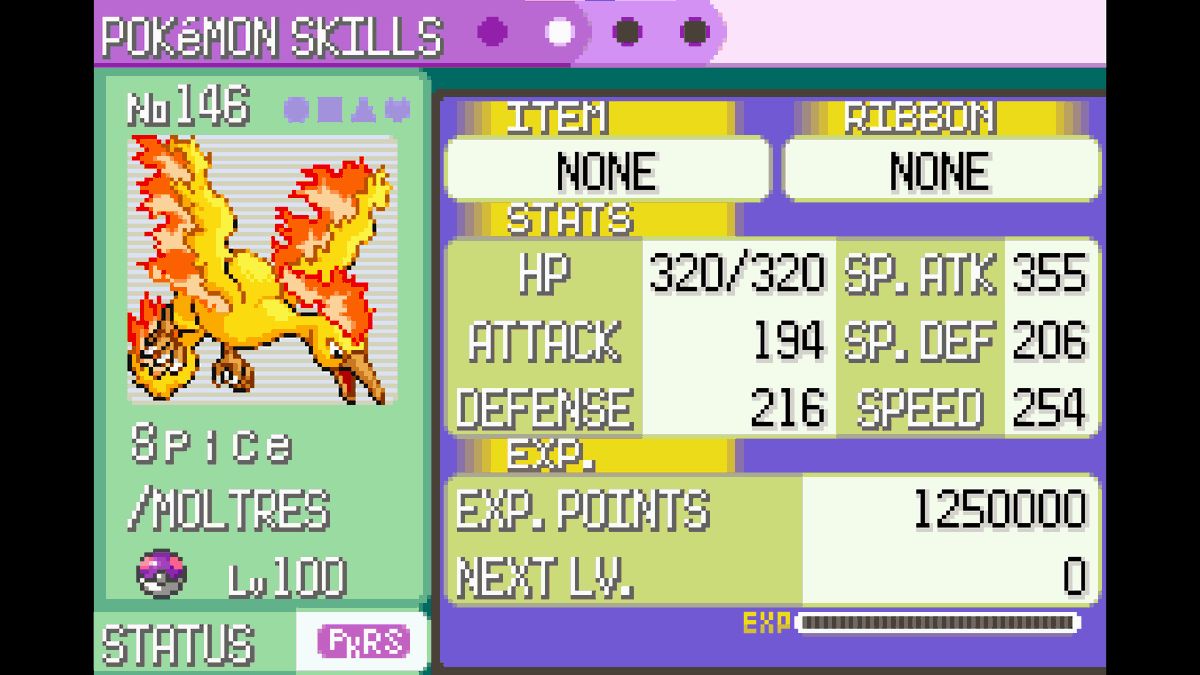 POKéMON SKILLS
No146
8Pice
/MOLTRES
Lv100
STATUS PKRS
ITEM RIBBON
NONE NONE
STATS
HP 320/320 SP. ATK 355
ATTACK 194 SP. DEF 206
DEFENSE 216 SPEED 254
EXP.
EXP. POINTS 1250000
NEXT LV. 0
EXP